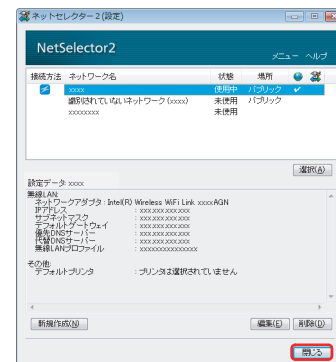 ネットセレクター2(設定)
NetSelector2
メニュー ヘルプ
接続方法 ネットワーク名 状態 場所
xxxx 使用中 パブリック
識別されていないネットワーク(xxxx) 未使用 パブリック
xxxxxxxx 未使用
選択(A)
設定データ:xxxx
無線LAN:
ネットワークアダプタ:Intel(R) Wireless WiFi Link xxxxAGN
IPアドレス :xxx.xxx.xxx.xxx
サブネットマスク :xxx.xxx.xxx.xxx
デフォルトゲートウェイ :xxx.xxx.xxx.xxx
優先DNSサーバー :xxx.xxx.xxx.xxx
代替DNSサーバー :xxx.xxx.xxx.xxx
無線LANプロファイル :xxxxxxxxxxxxxx
その他:
デフォルトプリンタ :プリンタは選択されていません
新規作成(N) 編集(E) 削除(D)
閉じる